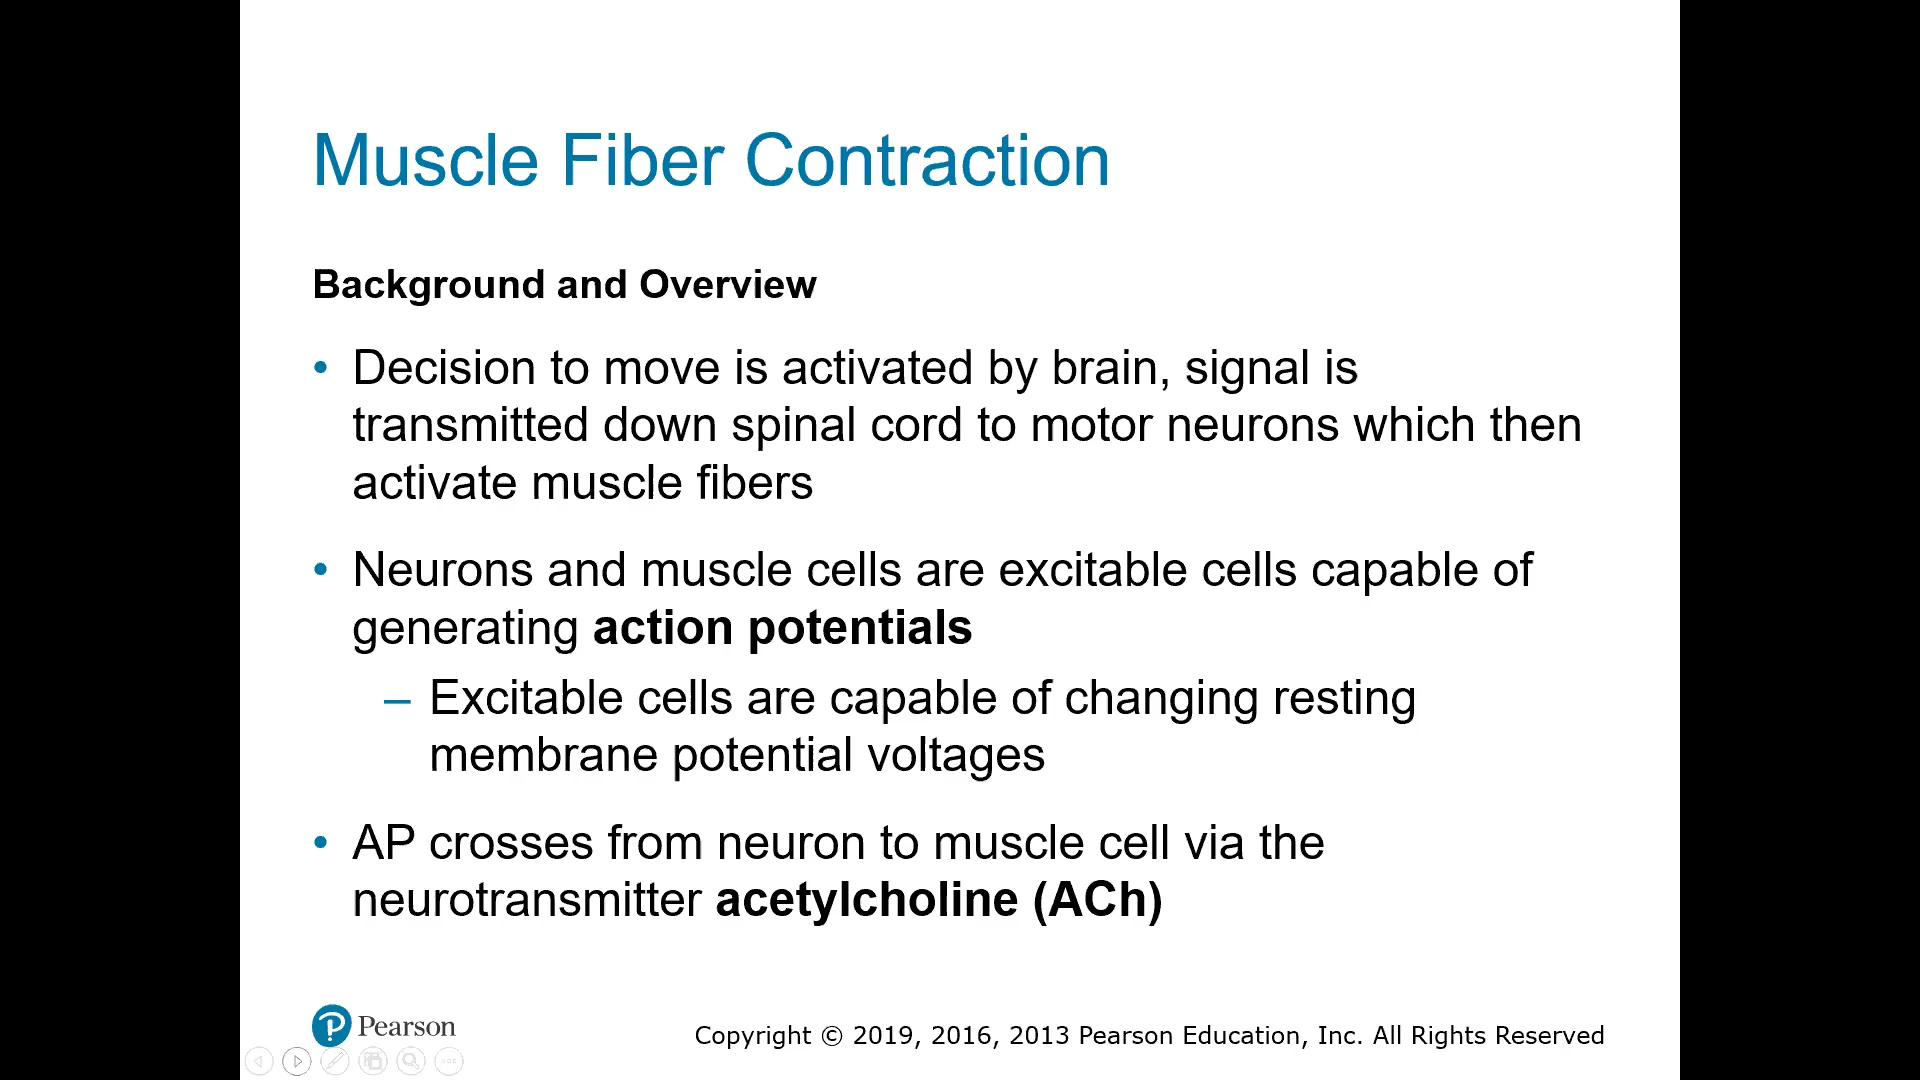 Muscle Fiber Contraction
Background and Overview
• Decision to move is activated by brain, signal is
transmitted down spinal cord to motor neurons which then
activate muscle fibers
• Neurons and muscle cells are excitable cells capable of
generating action potentials
– Excitable cells are capable of changing resting
membrane potential voltages
• AP crosses from neuron to muscle cell via the
neurotransmitter acetylcholine (ACh)
Pearson
Copyright © 2019, 2016, 2013 Pearson Education, Inc. All Rights Reserved